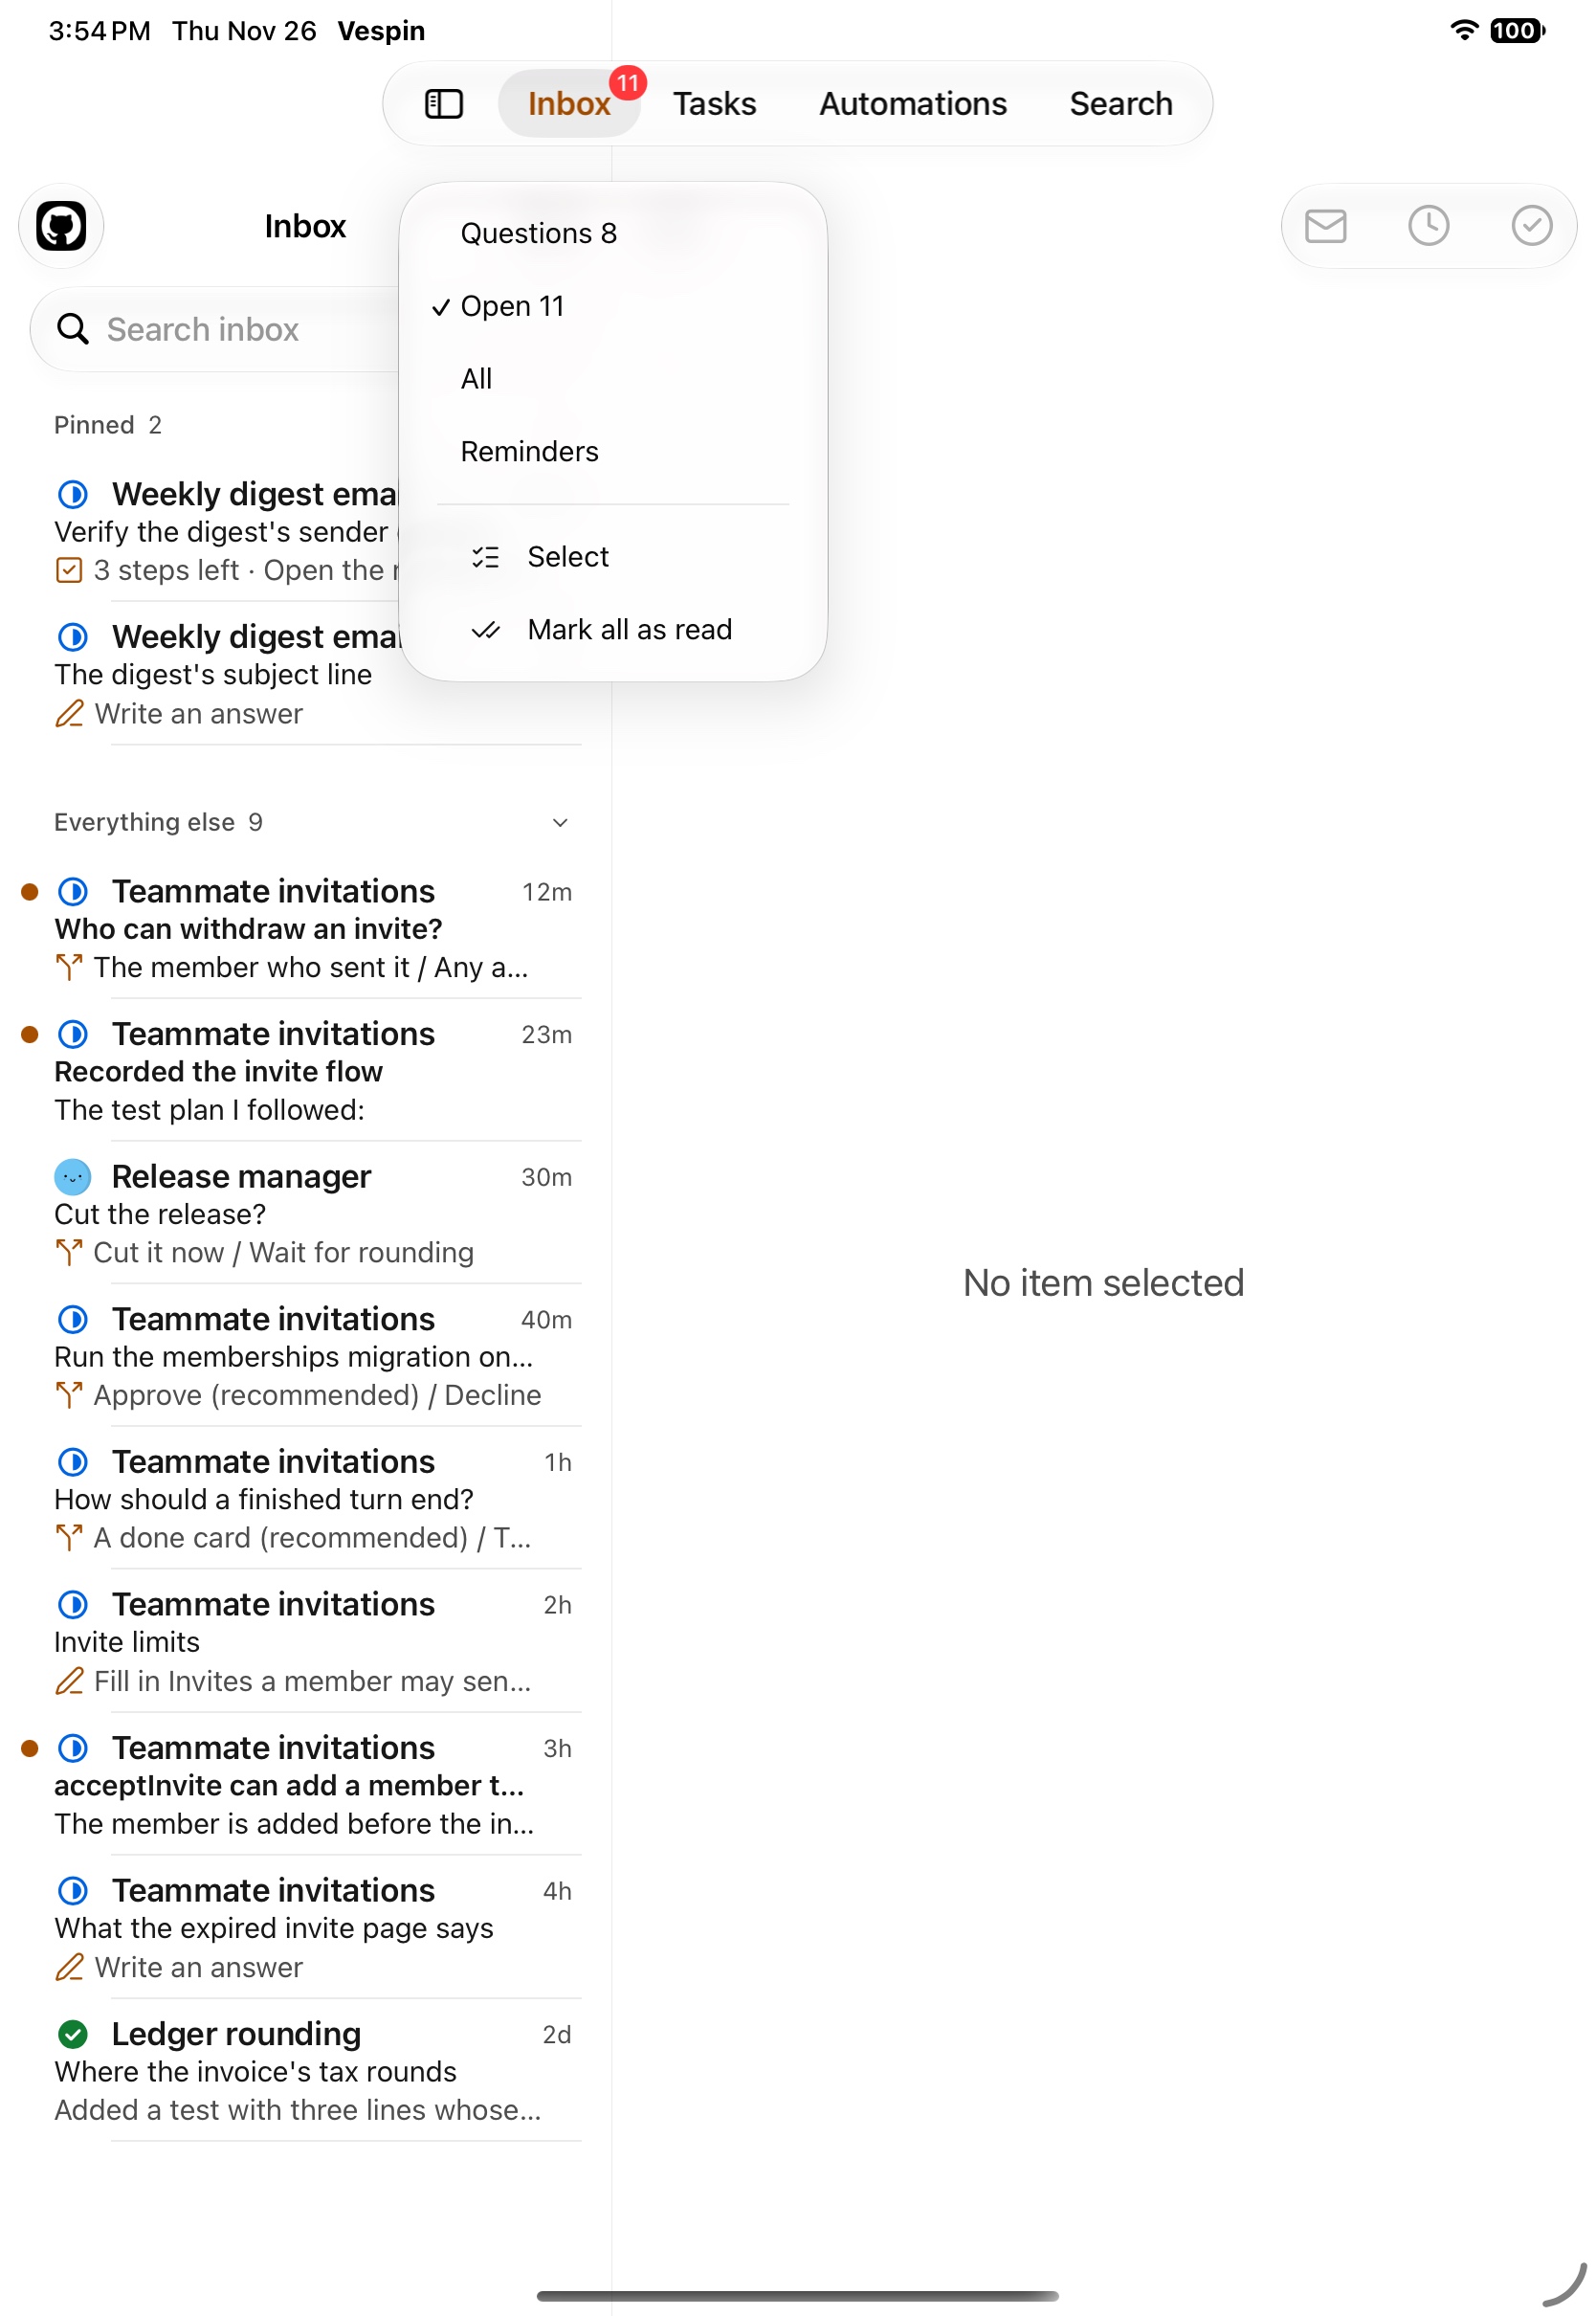 3:54 PM Thu Nov 26 Vespin
100
Inbox 11 Tasks Automations Search
Inbox
Search inbox
Questions 8
Open 11
All
Reminders
Select
Mark all as read
Pinned 2
Weekly digest
Verify the digest's sender
3 steps left · Open the
Weekly digest
The digest's subject line
Write an answer
Everything else 9
Teammate invitations 12m
Who can withdraw an invite?
The member who sent it / Any a...
Teammate invitations 23m
Recorded the invite flow
The test plan I followed:
Release manager 30m
Cut the release?
Cut it now / Wait for rounding
Teammate invitations 40m
Run the memberships migration on...
Approve (recommended) / Decline
Teammate invitations 1h
How should a finished turn end?
A done card (recommended) / T...
Teammate invitations 2h
Invite limits
Fill in Invites a member may sen...
Teammate invitations 3h
acceptInvite can add a member t...
The member is added before the in...
Teammate invitations 4h
What the expired invite page says
Write an answer
Ledger rounding 2d
Where the invoice's tax rounds
Added a test with three lines whose...
No item selected